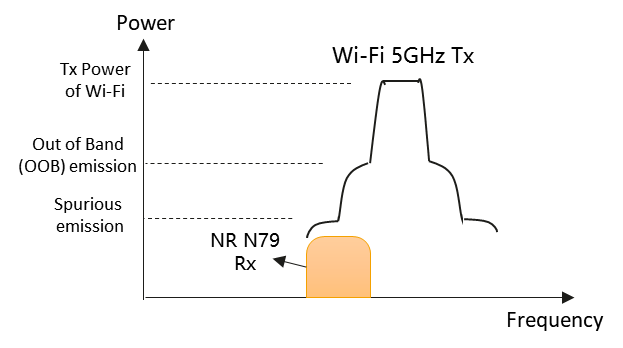 Power
Wi-Fi 5GHz Tx
Tx Power
of Wi-Fi
Out of Band
(OOB) emission
Spurious
emission
NR N79
Rx
Frequency